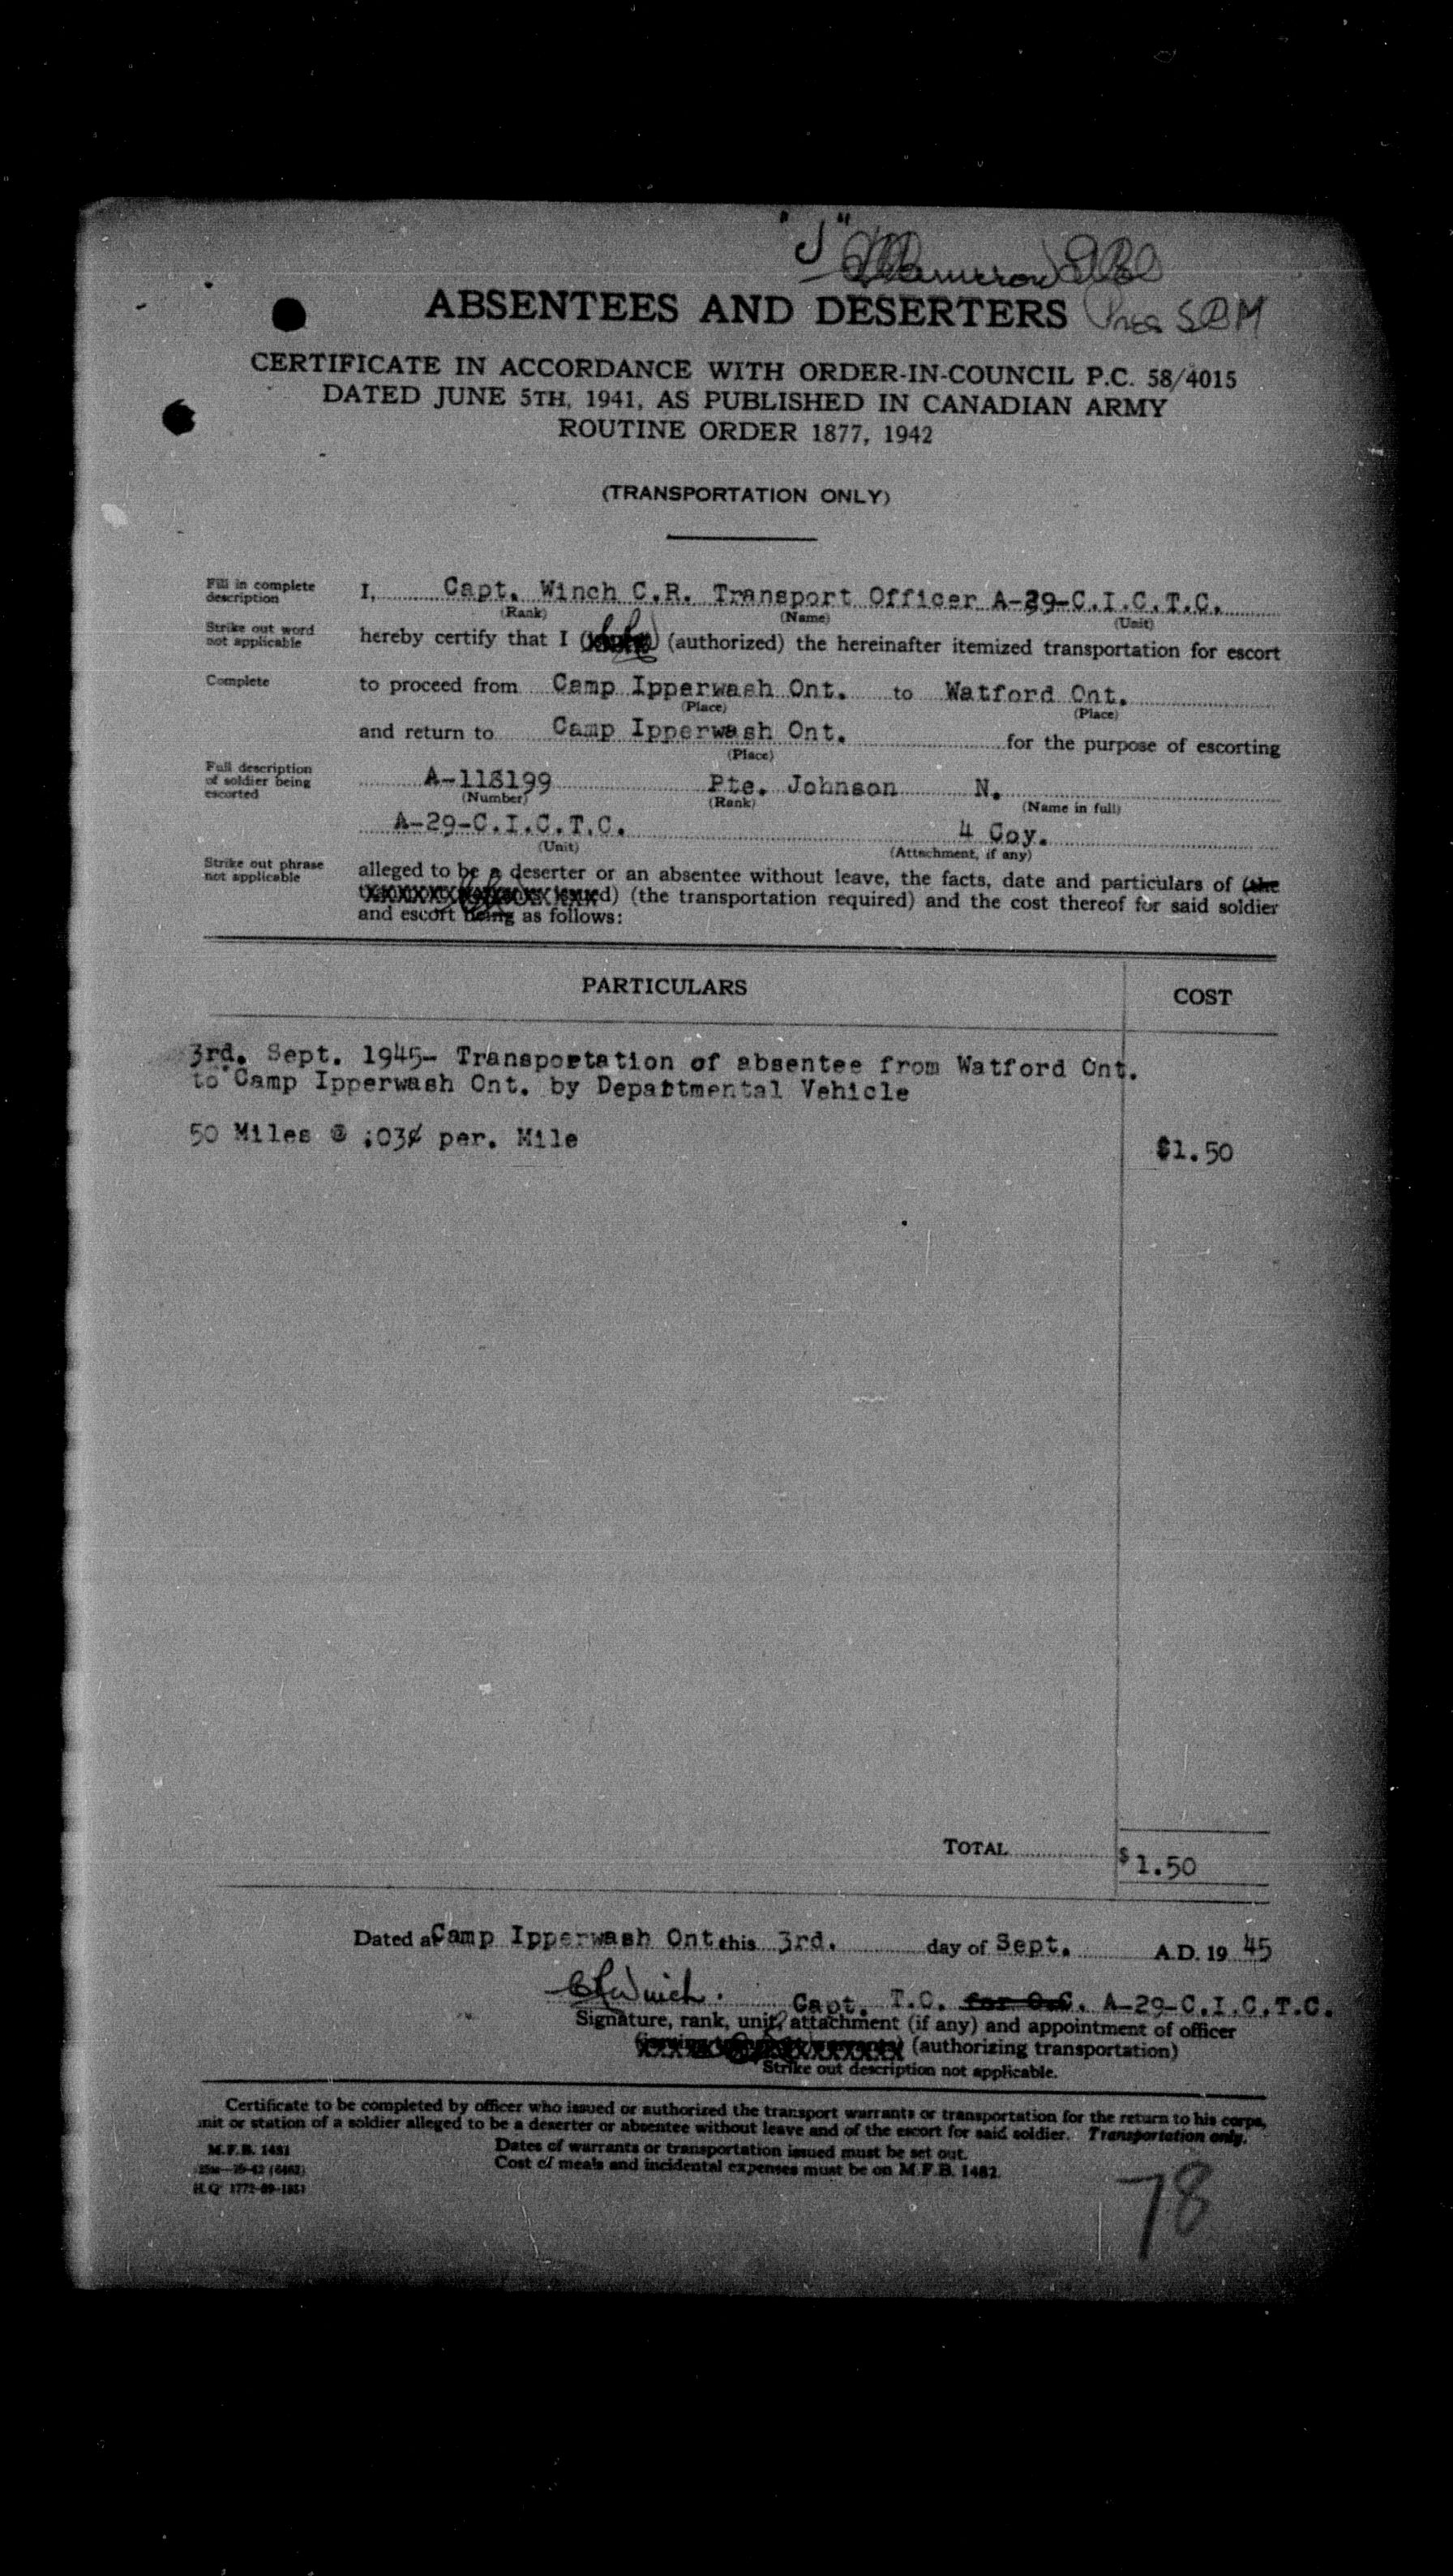 "J"
ABSENTEES AND DESERTERS
CERTIFICATE IN ACCORDANCE WITH ORDER-IN-COUNCIL P.C. 58/4015
DATED JUNE 5TH, 1941, AS PUBLISHED IN CANADIAN ARMY
ROUTINE ORDER 1877, 1942
(TRANSPORTATION ONLY)
Fill in complete description
I, Capt. Winch C.R. Transport Officer A-29-C.I.C.T.C.
(Rank) (Name) (Unit)
Strike out word not applicable
hereby certify that I (authorized) the hereinafter itemized transportation for escort
Complete
to proceed from Camp Ipperwash Ont. to Watford Ont.
(Place) (Place)
and return to Camp Ipperwash Ont. for the purpose of escorting
(Place)
Full description of soldier being escorted
A-118199 Pte. Johnson N.
(Number) (Rank) (Name in full)
A-29-C.I.C.T.C. 4 Coy.
(Unit) (Attachment, if any)
Strike out phrase not applicable
alleged to be a deserter or an absentee without leave, the facts, date and particulars of (the
issued) (the transportation required) and the cost thereof for said soldier
and escort being as follows:
PARTICULARS COST
3rd. Sept. 1945- Transpoetation of absentee from Watford Ont.
to Camp Ipperwash Ont. by Depattmental Vehicle
50 Miles @ .03¢ per. Mile $1.50
TOTAL $1.50
Dated at Camp Ipperwash Ont this 3rd. day of Sept. A.D. 19 45
CRWinch. Capt. T.O. for O.C. A-29-C.I.C.T.C.
Signature, rank, unit, attachment (if any) and appointment of officer
(authorizing transportation)
Strike out description not applicable.
Certificate to be completed by officer who issued or authorized the transport warrants or transportation for the return to his corps,
unit or station of a soldier alleged to be a deserter or absentee without leave and of the escort for said soldier. Transportation only.
Dates of warrants or transportation issued must be set out.
Cost of meals and incidental expenses must be on M.F.B. 1482.
M.F.B. 1481
H.Q. 1772-89-1851
78